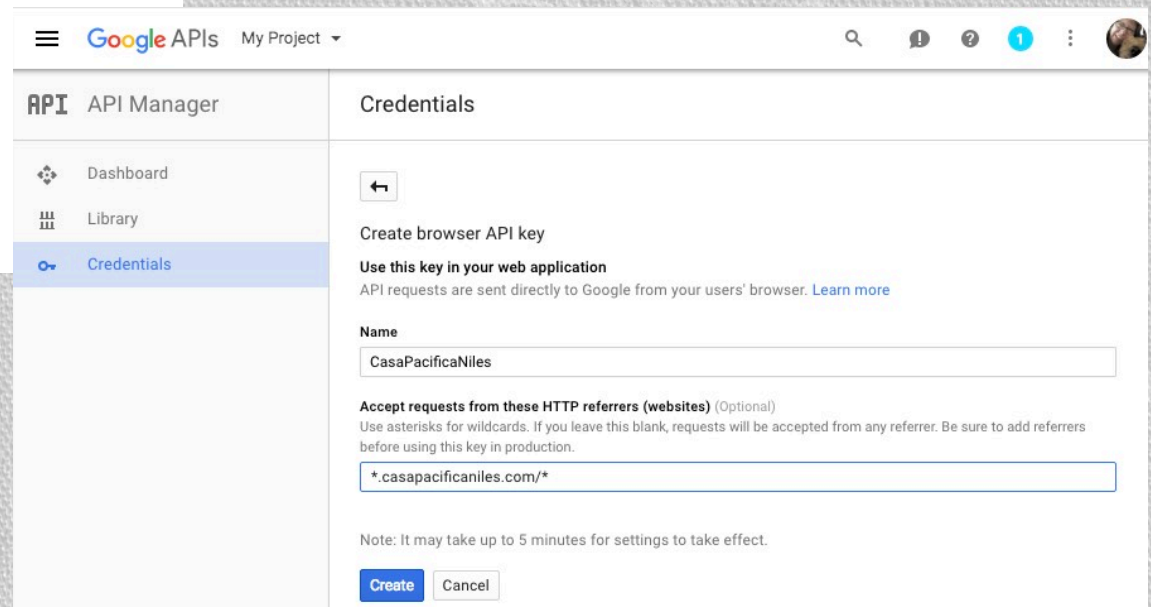 Google APIs My Project
1
API API Manager
Credentials
Dashboard
Library
Credentials
Create browser API key
Use this key in your web application
API requests are sent directly to Google from your users' browser. Learn more
Name
CasaPacificaNiles
Accept requests from these HTTP referrers (websites) (Optional)
Use asterisks for wildcards. If you leave this blank, requests will be accepted from any referrer. Be sure to add referrers
before using this key in production.
*.casapacificaniles.com/*
Note: It may take up to 5 minutes for settings to take effect.
Create Cancel